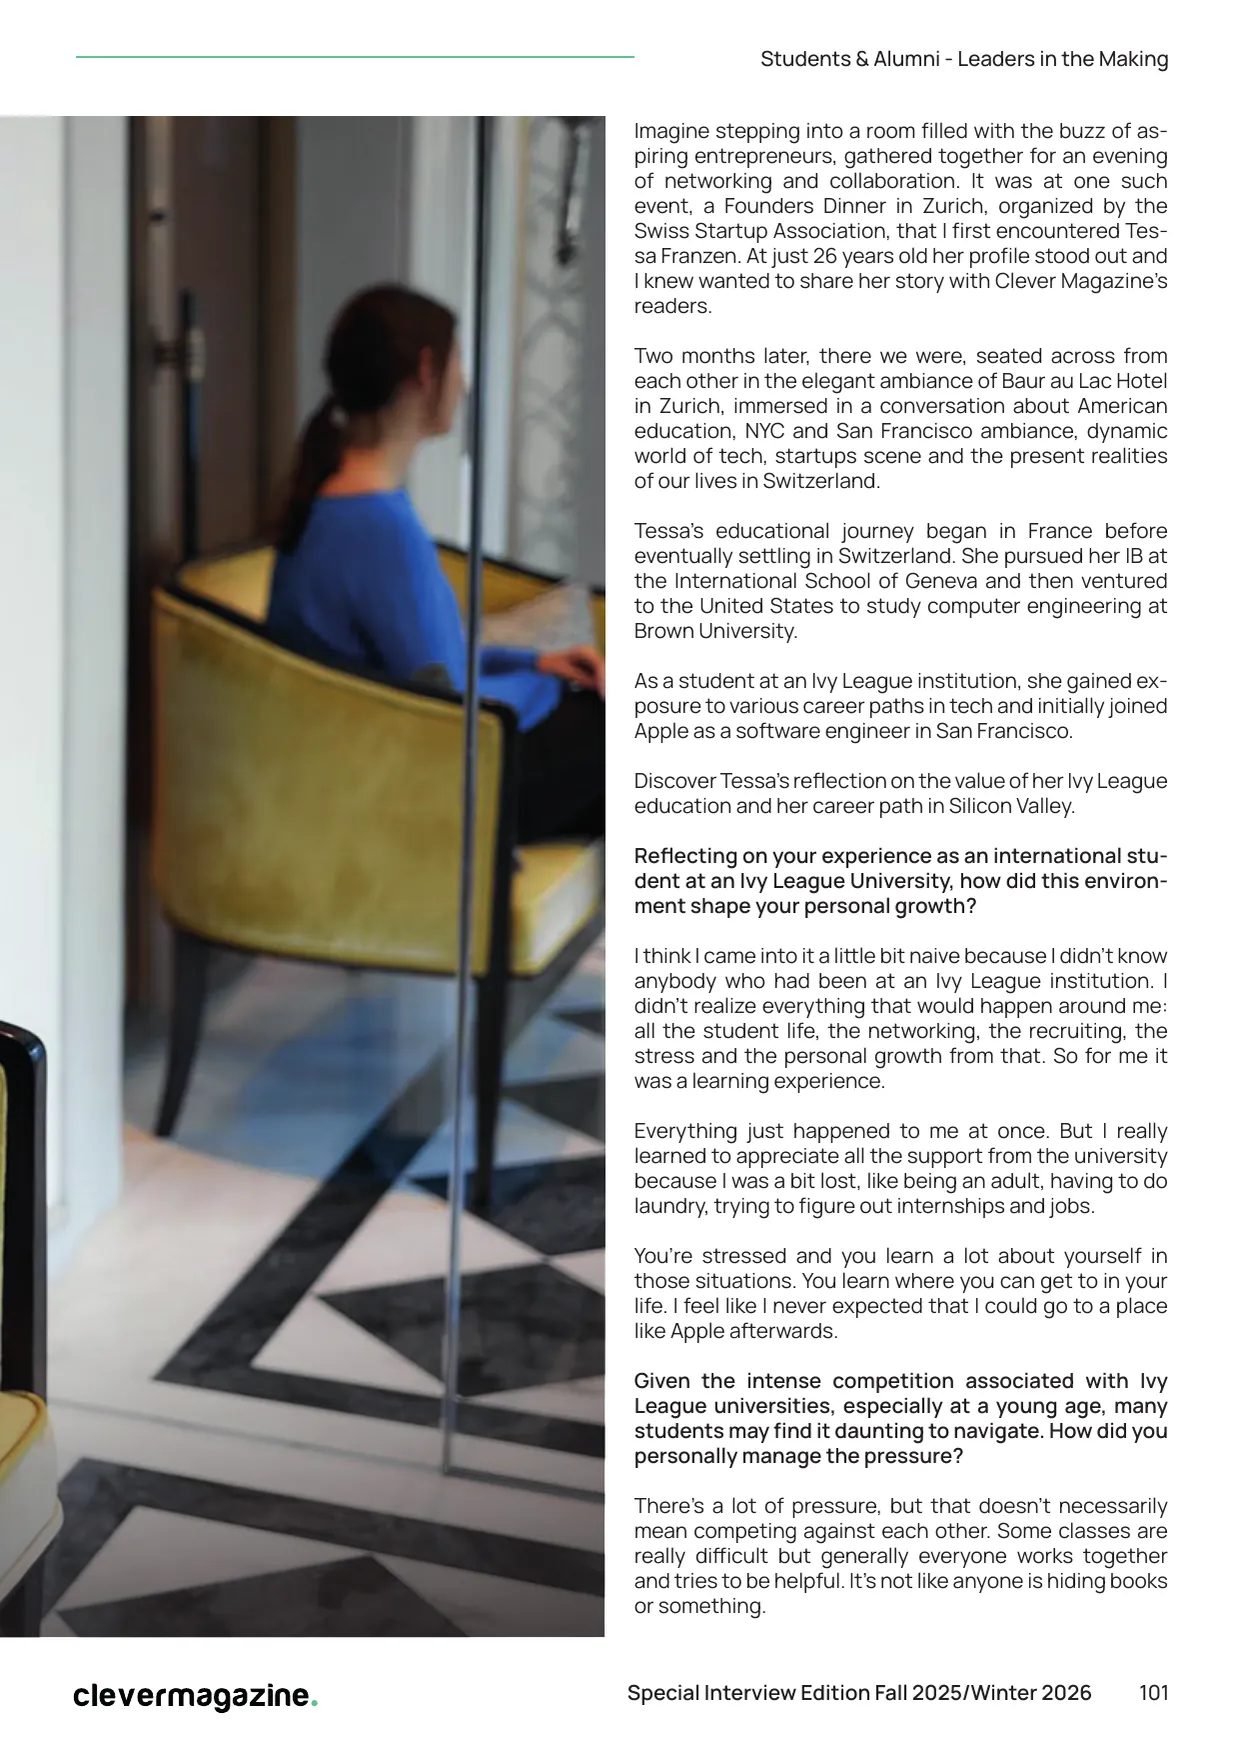 Students & Alumni - Leaders in the Making
Imagine stepping into a room filled with the buzz of as-
piring entrepreneurs, gathered together for an evening
of networking and collaboration. It was at one such
event, a Founders Dinner in Zurich, organized by the
Swiss Startup Association, that I first encountered Tes-
sa Franzen. At just 26 years old her profile stood out and
I knew wanted to share her story with Clever Magazine's
readers.
Two months later, there we were, seated across from
each other in the elegant ambiance of Baur au Lac Hotel
in Zurich, immersed in a conversation about American
education, NYC and San Francisco ambiance, dynamic
world of tech, startups scene and the present realities
of our lives in Switzerland.
Tessa's educational journey began in France before
eventually settling in Switzerland. She pursued her IB at
the International School of Geneva and then ventured
to the United States to study computer engineering at
Brown University.
As a student at an Ivy League institution, she gained ex-
posure to various career paths in tech and initially joined
Apple as a software engineer in San Francisco.
Discover Tessa's reflection on the value of her Ivy League
education and her career path in Silicon Valley.
Reflecting on your experience as an international stu-
dent at an Ivy League University, how did this environ-
ment shape your personal growth?
I think I came into it a little bit naive because I didn't know
anybody who had been at an Ivy League institution. I
didn't realize everything that would happen around me:
all the student life, the networking, the recruiting, the
stress and the personal growth from that. So for me it
was a learning experience.
Everything just happened to me at once. But I really
learned to appreciate all the support from the university
because I was a bit lost, like being an adult, having to do
laundry, trying to figure out internships and jobs.
You're stressed and you learn a lot about yourself in
those situations. You learn where you can get to in your
life. I feel like I never expected that I could go to a place
like Apple afterwards.
Given the intense competition associated with Ivy
League universities, especially at a young age, many
students may find it daunting to navigate. How did you
personally manage the pressure?
There's a lot of pressure, but that doesn't necessarily
mean competing against each other. Some classes are
really difficult but generally everyone works together
and tries to be helpful. It's not like anyone is hiding books
or something.
clevermagazine.
Special Interview Edition Fall 2025/Winter 2026 101